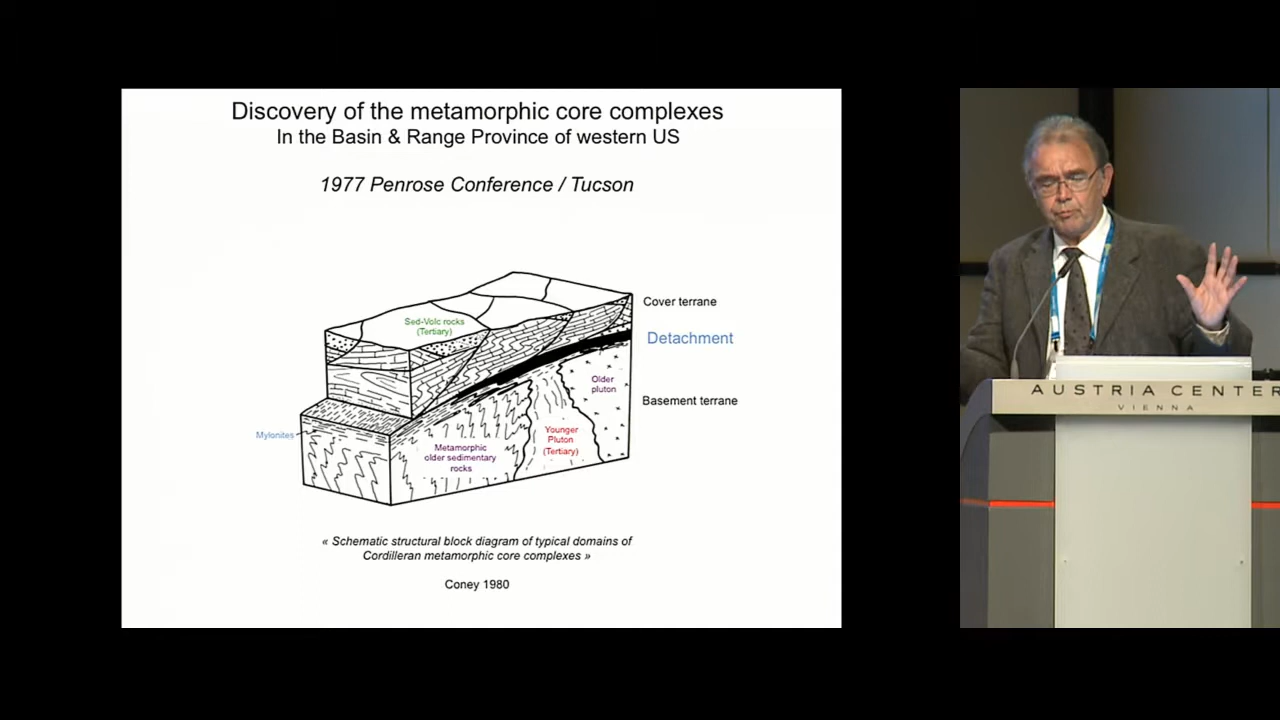 Discovery of the metamorphic core complexes
In the Basin & Range Province of western US
1977 Penrose Conference / Tucson
Cover terrane
Sed-Volc rocks
(Tertiary)
Detachment
Older
pluton
Basement terrane
Mylonites
Younger
Pluton
(Tertiary)
Metamorphic
older sedimentary
rocks
« Schematic structural block diagram of typical domains of
Cordilleran metamorphic core complexes »
Coney 1980
AUSTRIA CENTER
VIENNA